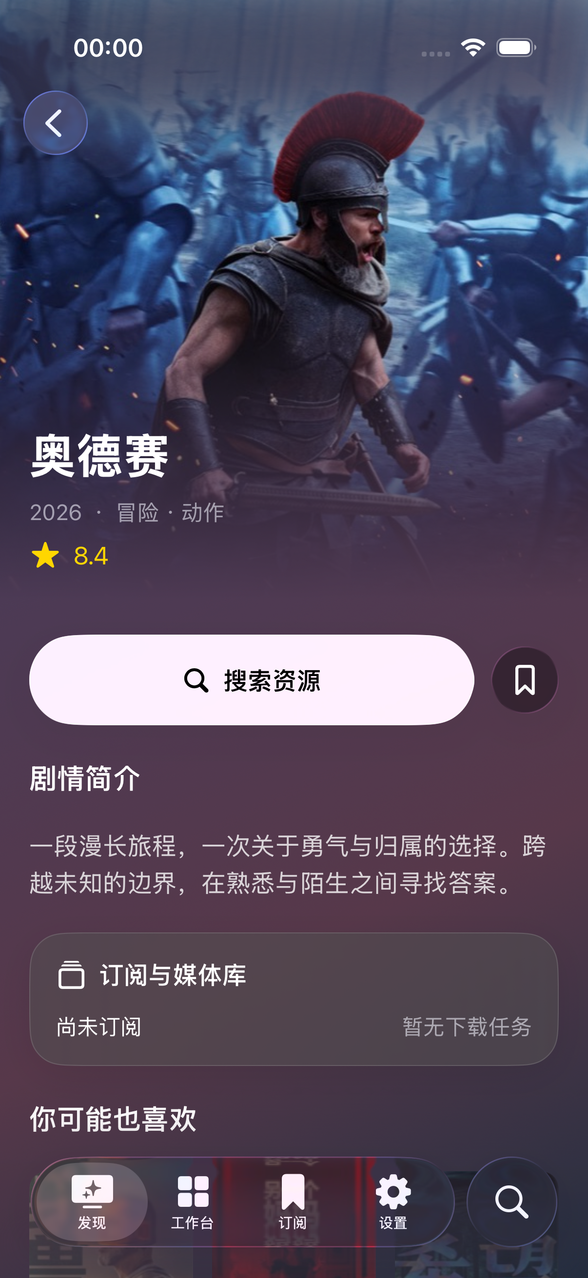 00:00
奥德赛
2026 · 冒险 · 动作
8.4
搜索资源
剧情简介
一段漫长旅程，一次关于勇气与归属的选择。跨
越未知的边界，在熟悉与陌生之间寻找答案。
订阅与媒体库
尚未订阅 暂无下载任务
你可能也喜欢
发现 工作台 订阅 设置